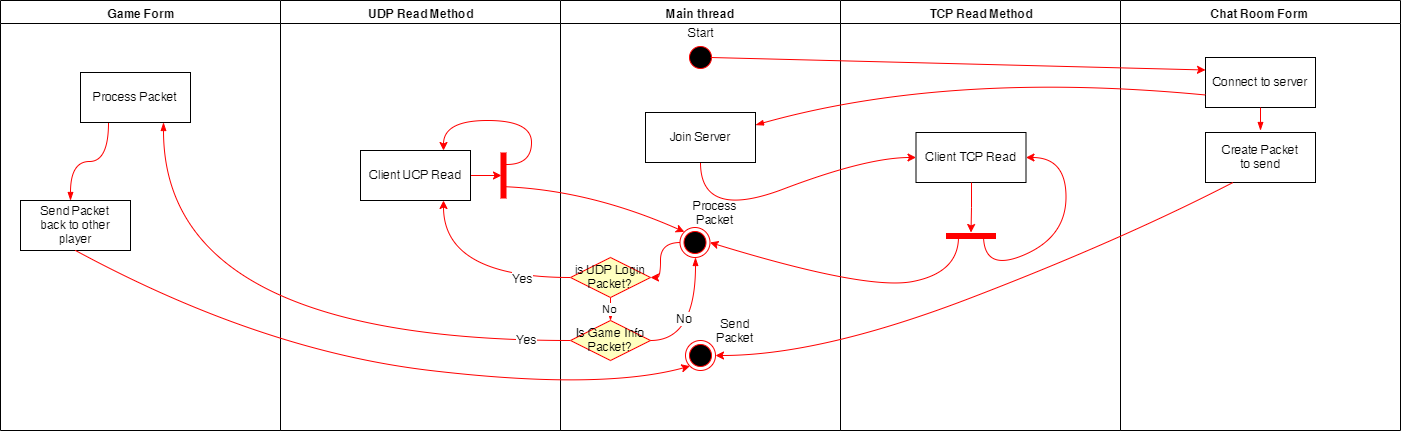 Game Form
UDP Read Method
Main thread
TCP Read Method
Chat Room Form
Start
Process Packet
Connect to server
Join Server
Client UCP Read
Client TCP Read
Create Packet
to send
Send Packet
back to other
player
Process
Packet
is UDP Login
Packet?
Yes
No
Is Game Info
Packet?
Yes
No
Send
Packet